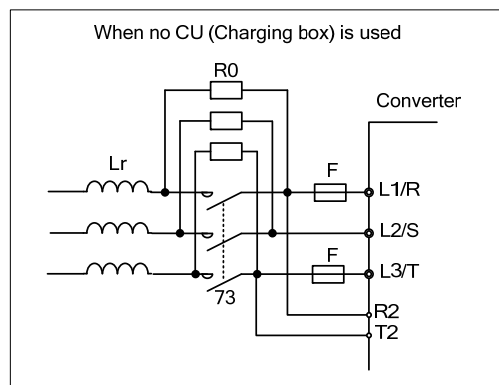 When no CU (Charging box) is used
R0
Converter
Lr
F
L1/R
L2/S
F
L3/T
73
R2
T2